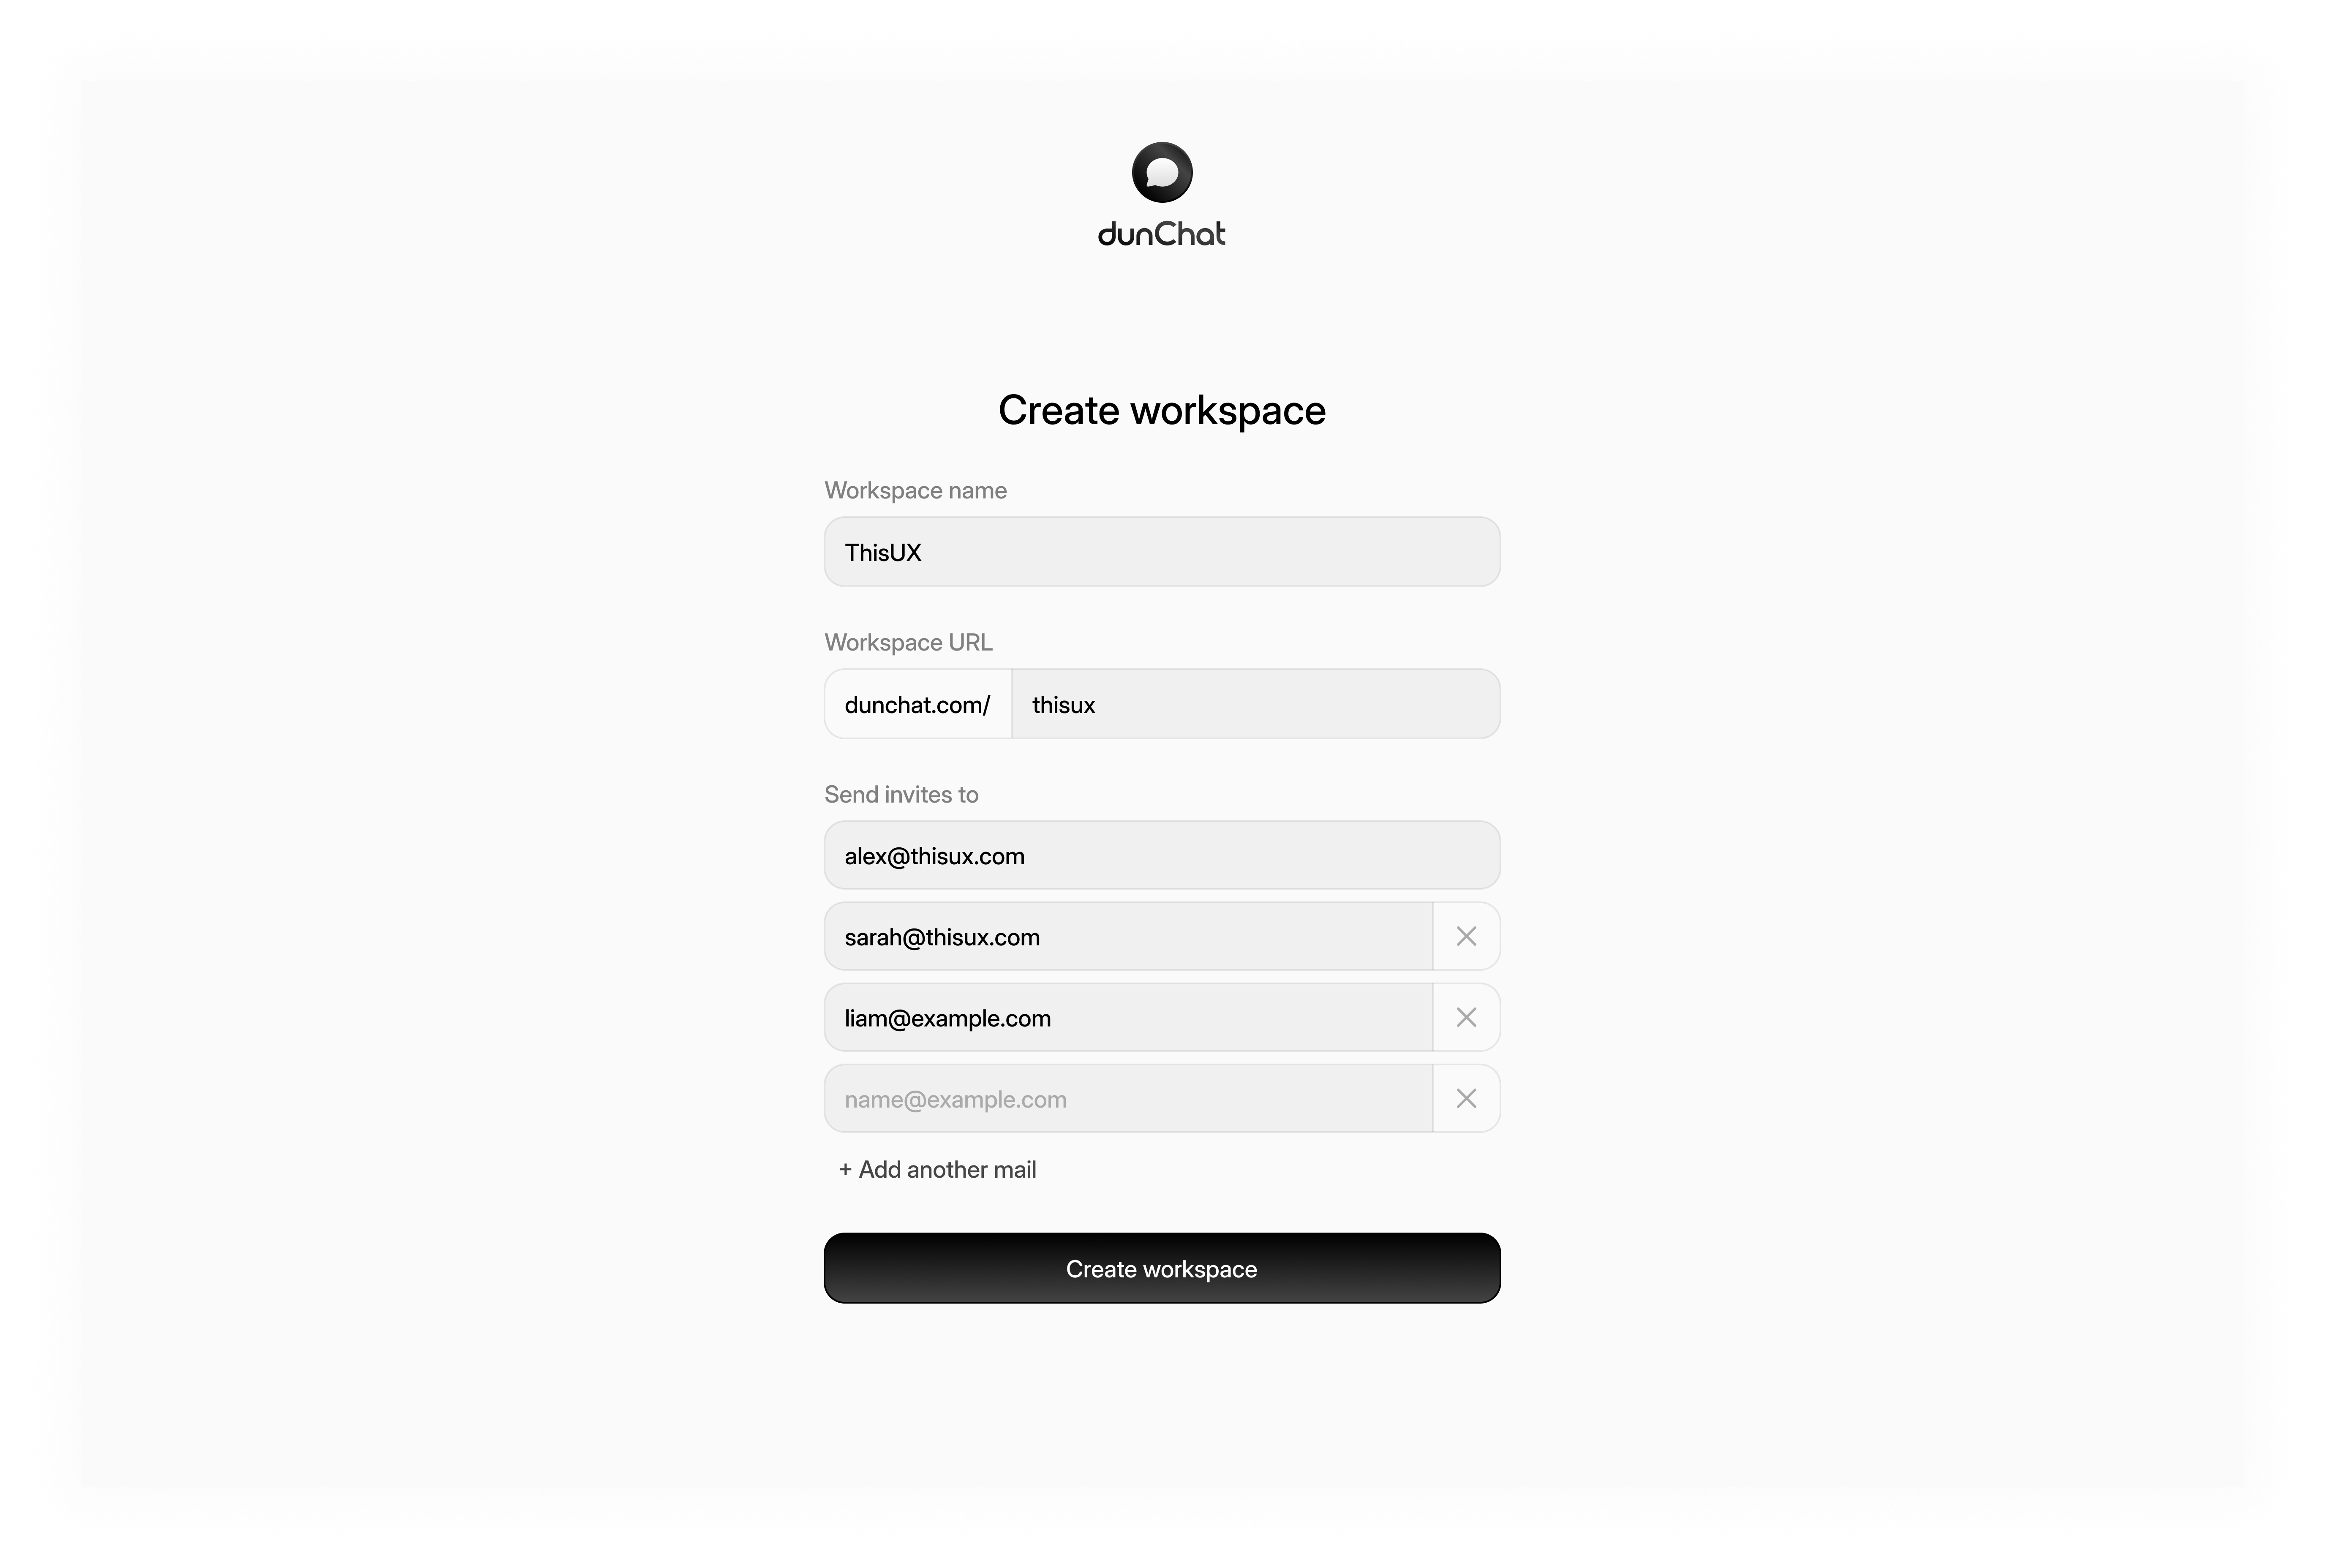 dunChat
Create workspace
Workspace name
ThisUX
Workspace URL
dunchat.com/ thisux
Send invites to
alex@thisux.com
sarah@thisux.com
liam@example.com
name@example.com
+ Add another mail
Create workspace